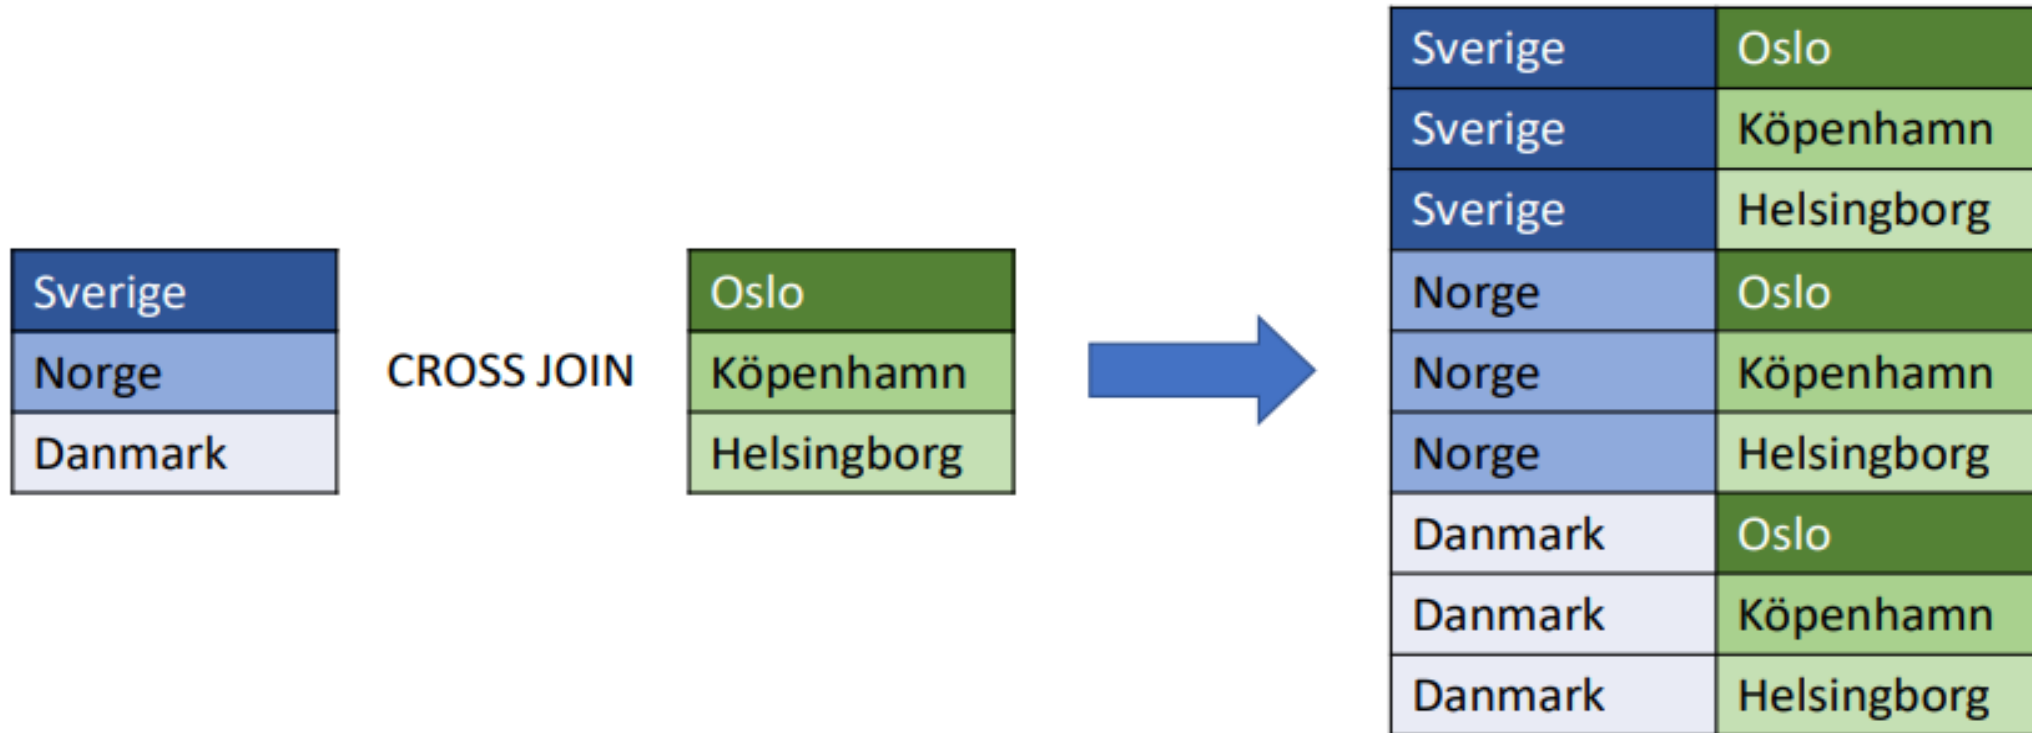 Sverige
Norge
Danmark
CROSS JOIN
Oslo
Köpenhamn
Helsingborg
Sverige Oslo
Sverige Köpenhamn
Sverige Helsingborg
Norge Oslo
Norge Köpenhamn
Norge Helsingborg
Danmark Oslo
Danmark Köpenhamn
Danmark Helsingborg